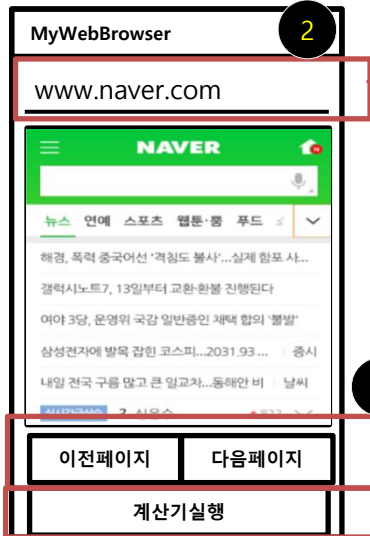 MyWebBrowser
2
www.naver.com
NAVER
N
뉴스 연예 스포츠 웹툰·뿜 푸드
해경, 폭력 중국어선 '격침도 불사'...실제 함포 사...
갤럭시노트7, 13일부터 교환·환불 진행된다
여야 3당, 운영위 국감 일반증인 채택 합의 '불발'
삼성전자에 발목 잡힌 코스피...2031.93 ... 증시
내일 전국 구름 많고 큰 일교차...동해안 비 날씨
이전페이지 다음페이지
계산기실행